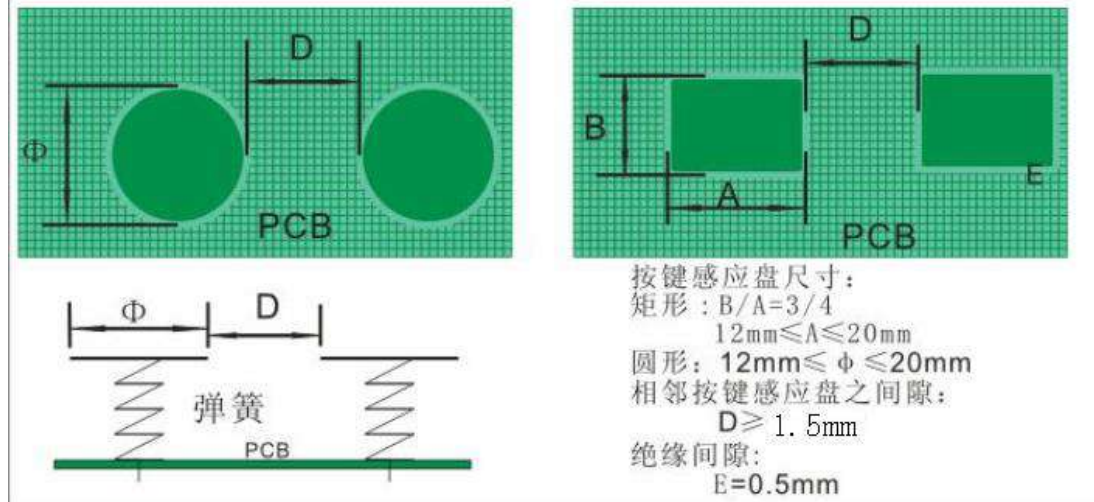 D
Φ
PCB
D
B
A
E
PCB
Φ
D
弹簧
PCB
按键感应盘尺寸：
矩形：B/A=3/4
12mm≤A≤20mm
圆形：12mm≤φ≤20mm
相邻按键感应盘之间隙：
D≥1.5mm
绝缘间隙:
E=0.5mm